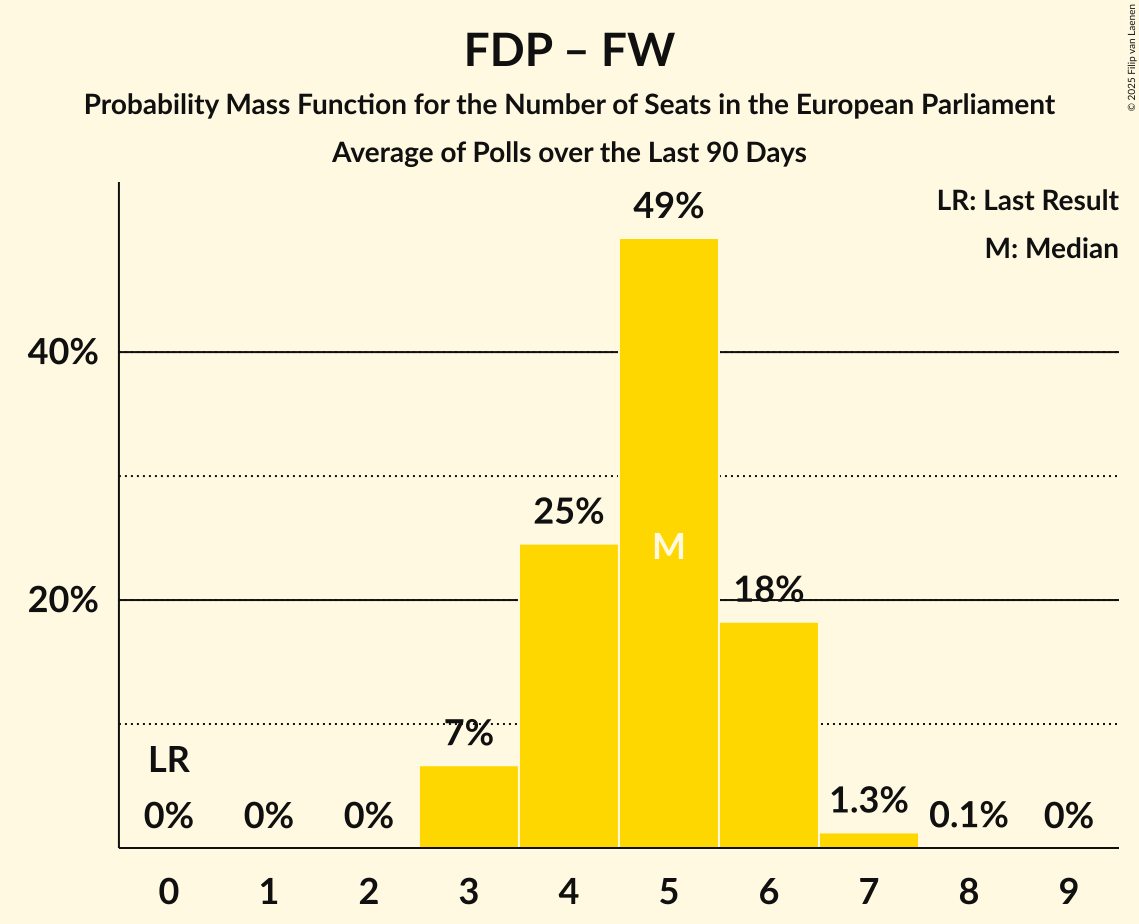 FDP – FW
Probability Mass Function for the Number of Seats in the European Parliament
Average of Polls over the Last 90 Days
© 2025 Filip van Laenen
LR: Last Result
M: Median
49%
40%
25%
M
20%
18%
7%
LR
0% 0% 0% 1.3% 0.1% 0%
0 1 2 3 4 5 6 7 8 9